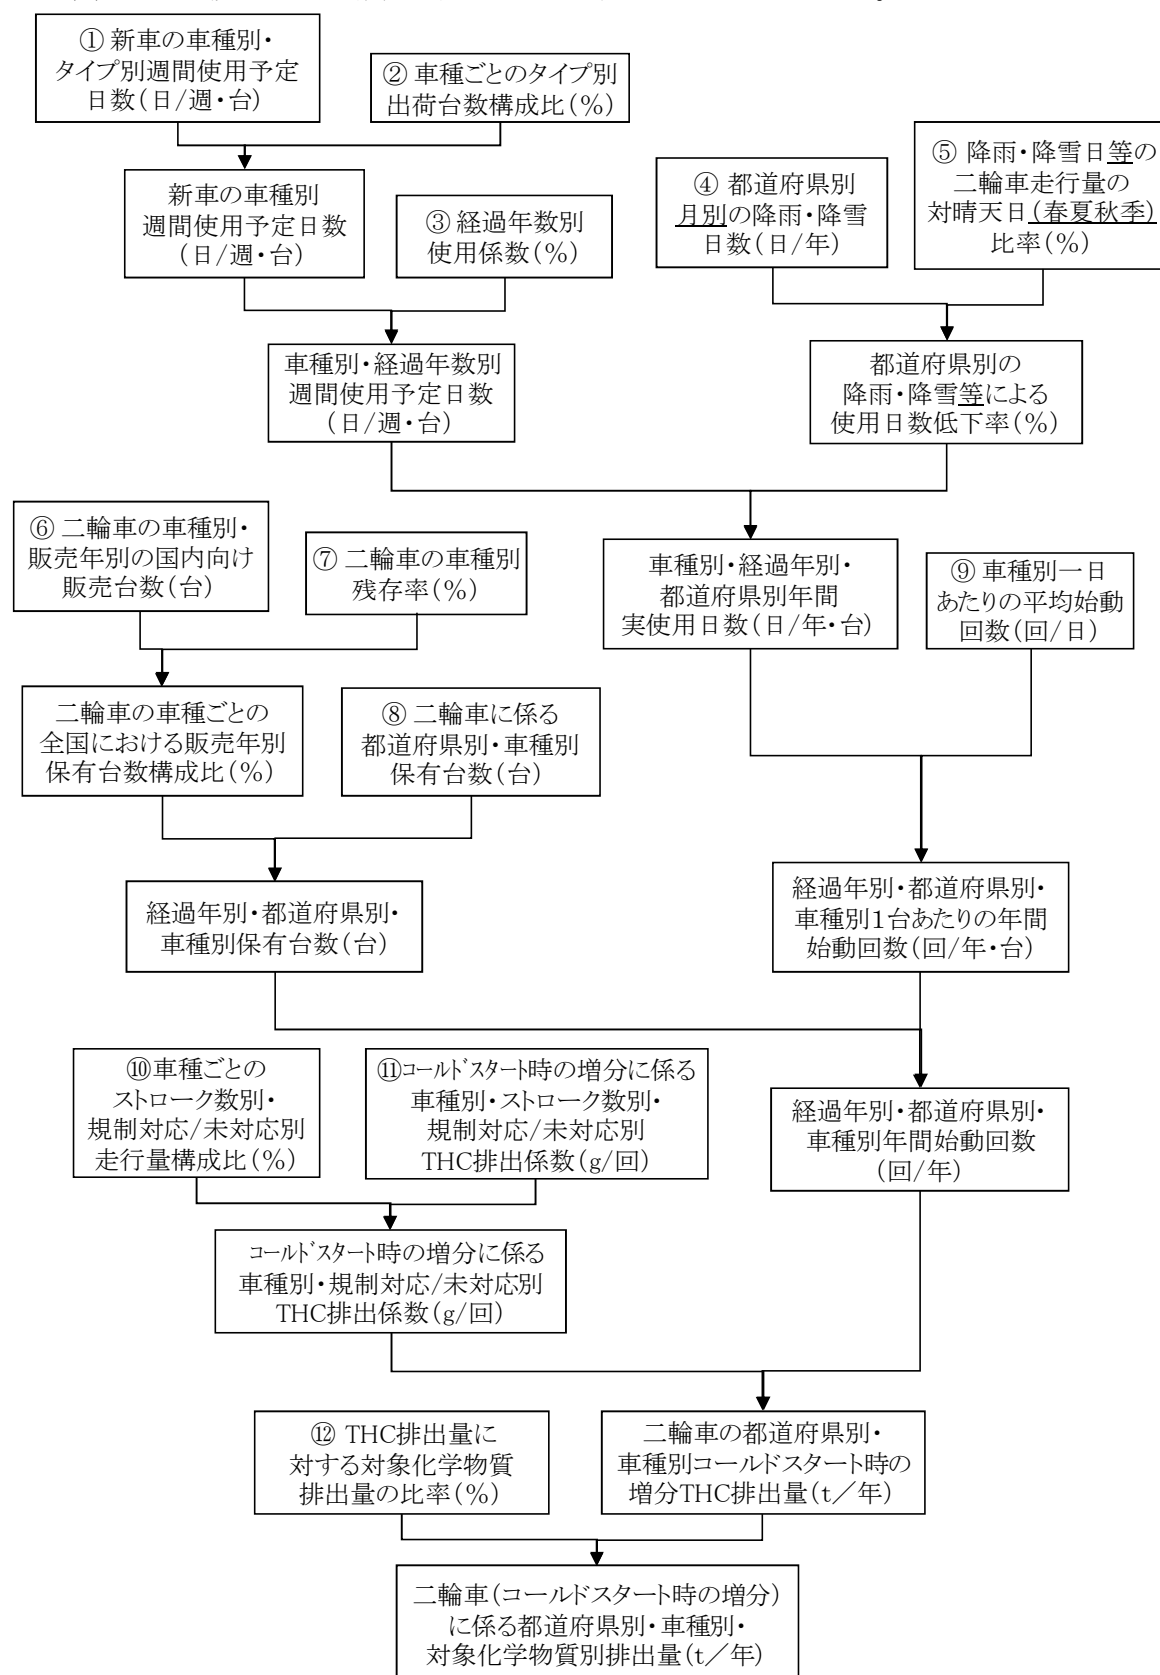 ① 新車の車種別・
タイプ別週間使用予定
日数(日/週・台)
② 車種ごとのタイプ別
出荷台数構成比(%)
新車の車種別
週間使用予定日数
(日/週・台)
③ 経過年数別
使用係数(%)
④ 都道府県別
月別の降雨・降雪
日数(日/年)
⑤ 降雨・降雪日等の
二輪車走行量の
対晴天日(春夏秋季)
比率(%)
車種別・経過年数別
週間使用予定日数
(日/週・台)
都道府県別の
降雨・降雪等による
使用日数低下率(%)
⑥ 二輪車の車種別・
販売年別の国内向け
販売台数(台)
⑦ 二輪車の車種別
残存率(%)
車種別・経過年別・
都道府県別年間
実使用日数(日/年・台)
⑨ 車種別一日
あたりの平均始動
回数(回/日)
二輪車の車種ごとの
全国における販売年別
保有台数構成比(%)
⑧ 二輪車に係る
都道府県別・車種別
保有台数(台)
経過年別・都道府県別・
車種別保有台数(台)
経過年別・都道府県別・
車種別1台あたりの年間
始動回数(回/年・台)
⑩車種ごとの
ストローク数別・
規制対応/未対応別
走行量構成比(%)
⑪コールドスタート時の増分に係る
車種別・ストローク数別・
規制対応/未対応別
THC排出係数(g/回)
経過年別・都道府県別・
車種別年間始動回数
(回/年)
コールドスタート時の増分に係る
車種別・規制対応/未対応別
THC排出係数(g/回)
⑫ THC排出量に
対する対象化学物質
排出量の比率(%)
二輪車の都道府県別・
車種別コールドスタート時の
増分THC排出量(t/年)
二輪車(コールドスタート時の増分)
に係る都道府県別・車種別・
対象化学物質別排出量(t/年)